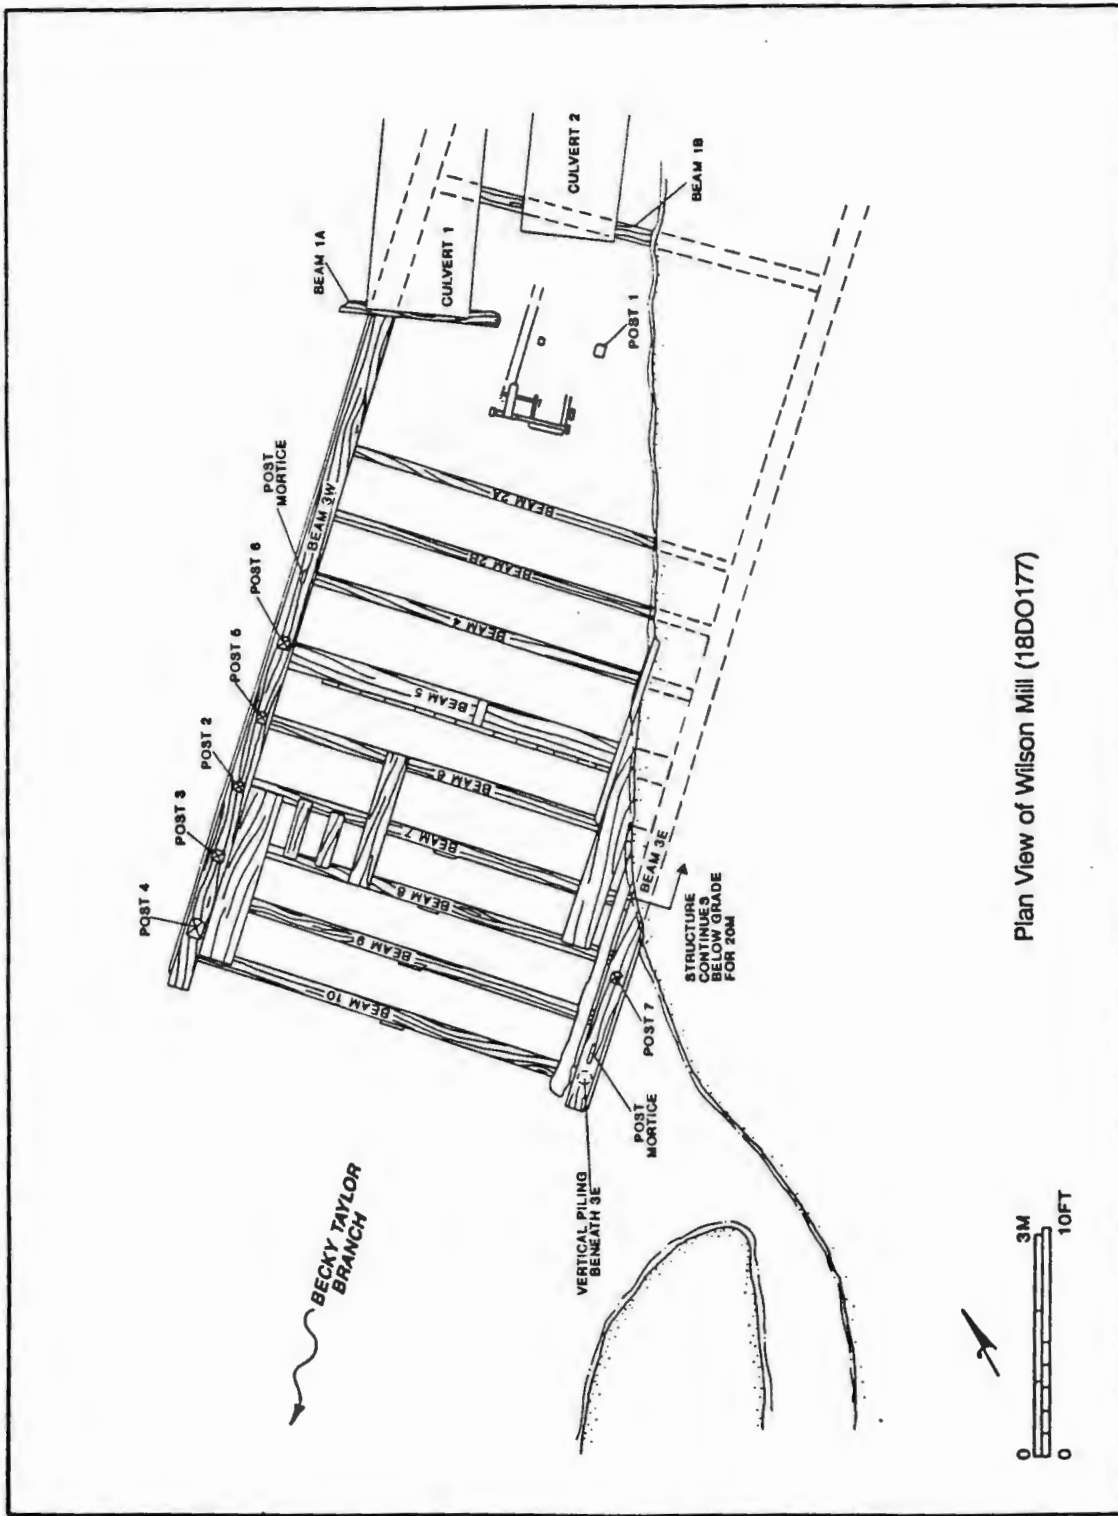 BECKY TAYLOR
BRANCH
POST 4
POST 3
POST 2
POST 5
POST 6
POST
MORTICE
BEAM 3W
BEAM 1A
CULVERT 1
CULVERT 2
BEAM 1B
POST 1
BEAM 2A
BEAM 2B
BEAM 4
BEAM 5
BEAM 6
BEAM 7
BEAM 8
BEAM 9
BEAM 10
BEAM 3E
STRUCTURE
CONTINUES
BELOW GRADE
FOR 20M
POST 7
POST
MORTICE
VERTICAL PILING
BENEATH 3E
0 3M
0 10FT
Plan View of Wilson Mill (18DO177)